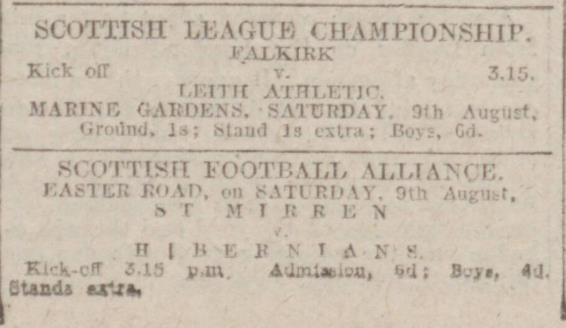 SCOTTISH LEAGUE CHAMPIONSHIP.
FALKIRK
Kick off v. 3.15.
LEITH ATHLETIC.
MARINE GARDENS, SATURDAY, 9th August,
Ground, 1s; Stand 1s extra; Boys, 6d.
SCOTTISH FOOTBALL ALLIANCE.
EASTER ROAD, on SATURDAY, 9th August,
ST MIRREN
v.
HIBERNIANS.
Kick-off 3.15 p.m. Admission, 6d; Boys, 4d.
Stands extra.